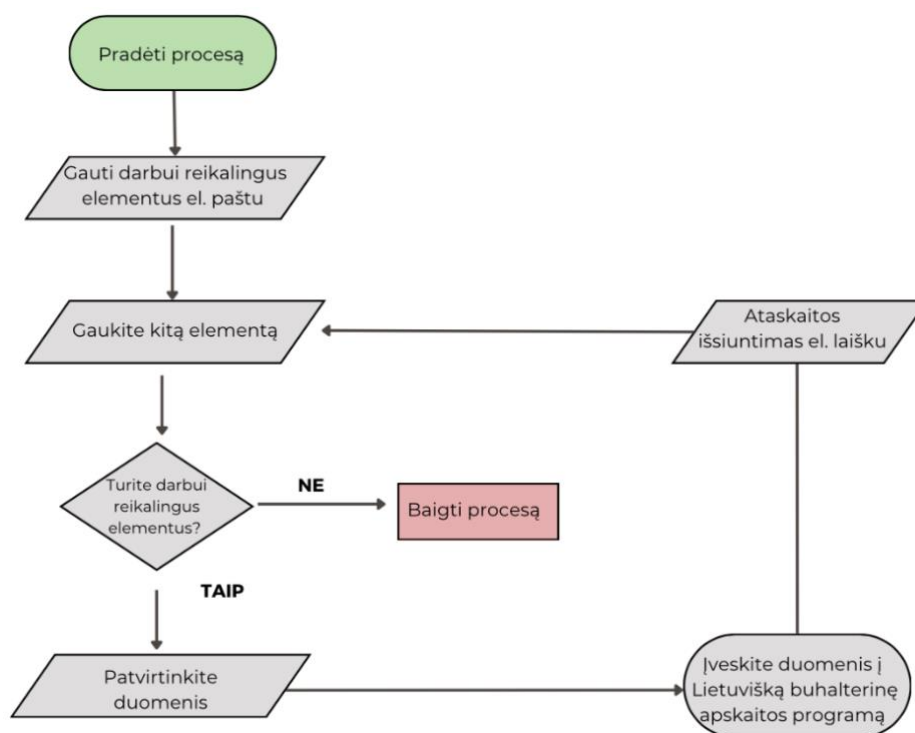 Pradėti procesą
Gauti darbui reikalingus
elementus el. paštu
Gaukite kitą elementą
Ataskaitos
išsiuntimas el. laišku
Turite darbui
reikalingus
elementus?
NE
Baigti procesą
TAIP
Patvirtinkite
duomenis
Įveskite duomenis į
Lietuvišką buhalterinę
apskaitos programą